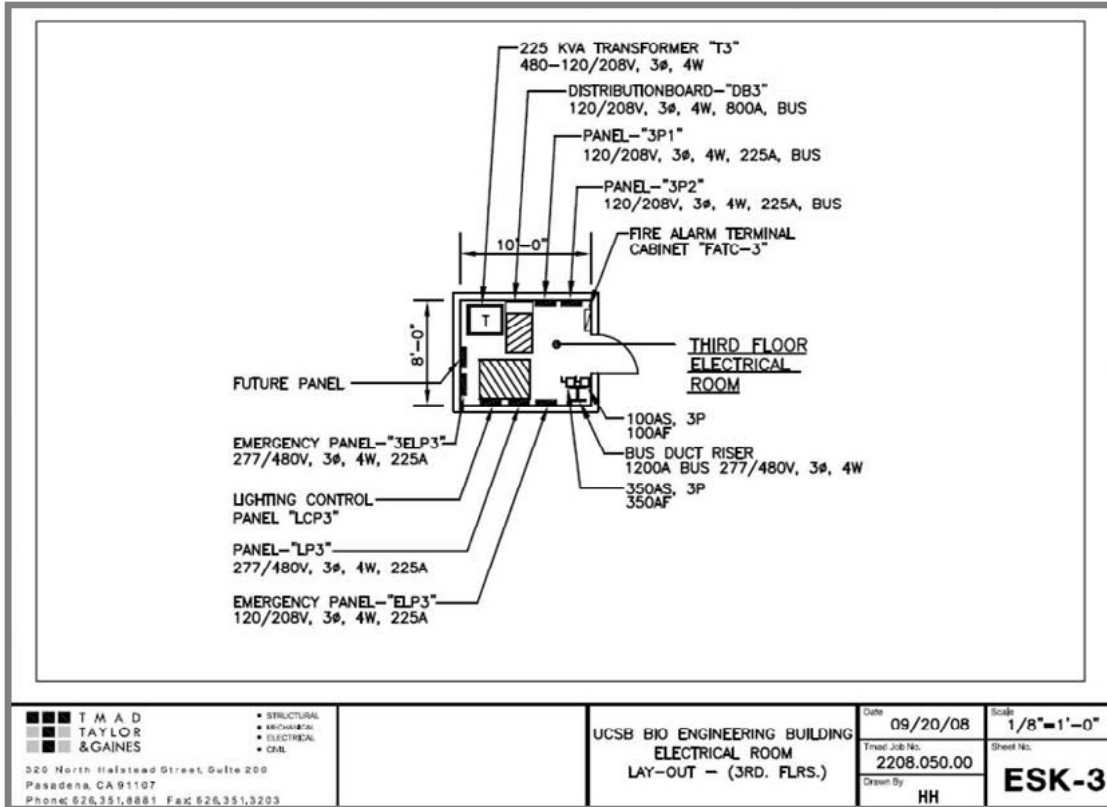 225 KVA TRANSFORMER "T3"
480-120/208V, 3ø, 4W
DISTRIBUTIONBOARD-"DB3"
120/208V, 3ø, 4W, 800A, BUS
PANEL-"3P1"
120/208V, 3ø, 4W, 225A, BUS
PANEL-"3P2"
120/208V, 3ø, 4W, 225A, BUS
FIRE ALARM TERMINAL
CABINET "FATC-3"
10'-0"
8'-0"
T
THIRD FLOOR
ELECTRICAL
ROOM
FUTURE PANEL
100AS, 3P
100AF
BUS DUCT RISER
1200A BUS 277/480V, 3ø, 4W
350AS, 3P
350AF
EMERGENCY PANEL-"3ELP3"
277/480V, 3ø, 4W, 225A
LIGHTING CONTROL
PANEL "LCP3"
PANEL-"LP3"
277/480V, 3ø, 4W, 225A
EMERGENCY PANEL-"ELP3"
120/208V, 3ø, 4W, 225A
TMAD
TAYLOR
&GAINES
▪ STRUCTURAL
▪ MECHANICAL
▪ ELECTRICAL
▪ CIVIL
320 North Halstead Street, Suite 200
Pasadena, CA 91107
Phone: 626.351.8881 Fax: 626.351.3203
UCSB BIO ENGINEERING BUILDING
ELECTRICAL ROOM
LAY-OUT - (3RD. FLRS.)
Date
09/20/08
Scale
1/8"=1'-0"
Tmad Job No.
2208.050.00
Sheet No.
ESK-3
Drawn By
HH